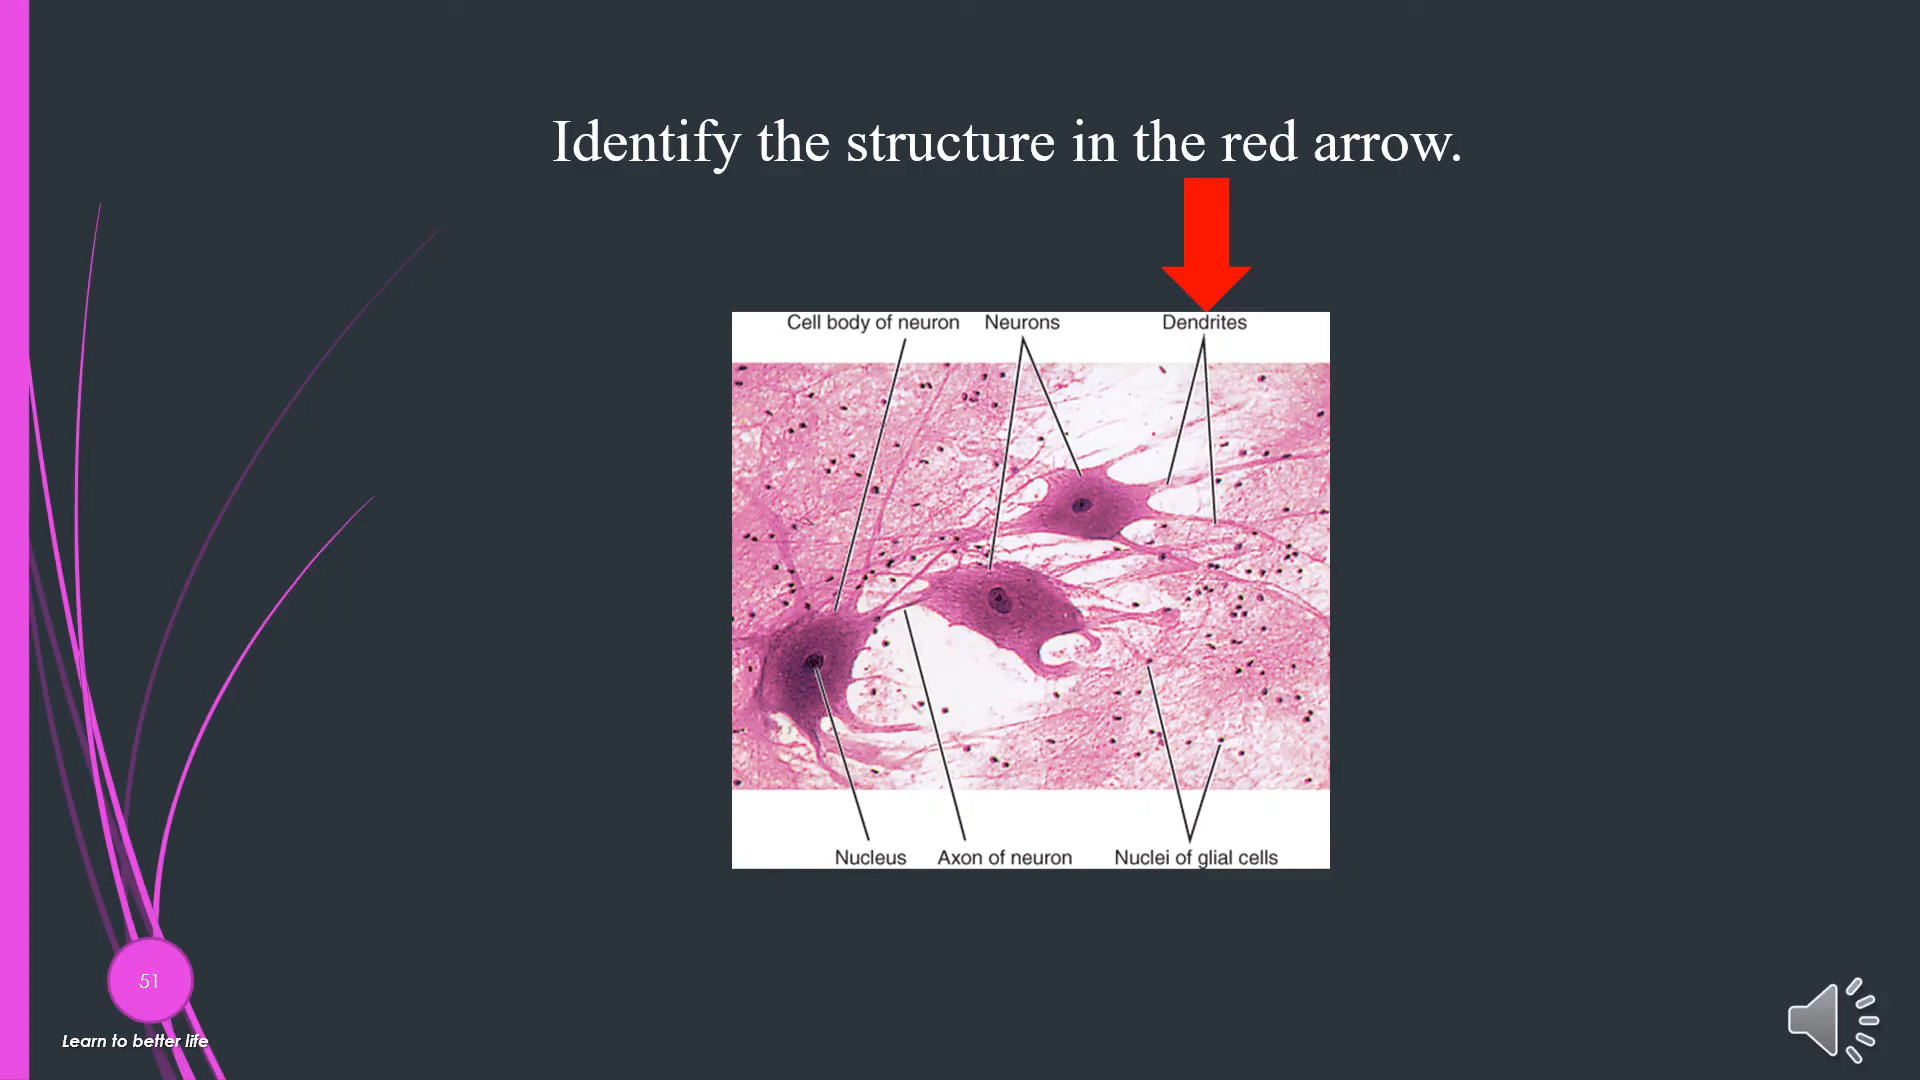 Identify the structure in the red arrow.
Cell body of neuron Neurons Dendrites
Nucleus Axon of neuron Nuclei of glial cells
51
Learn to better life